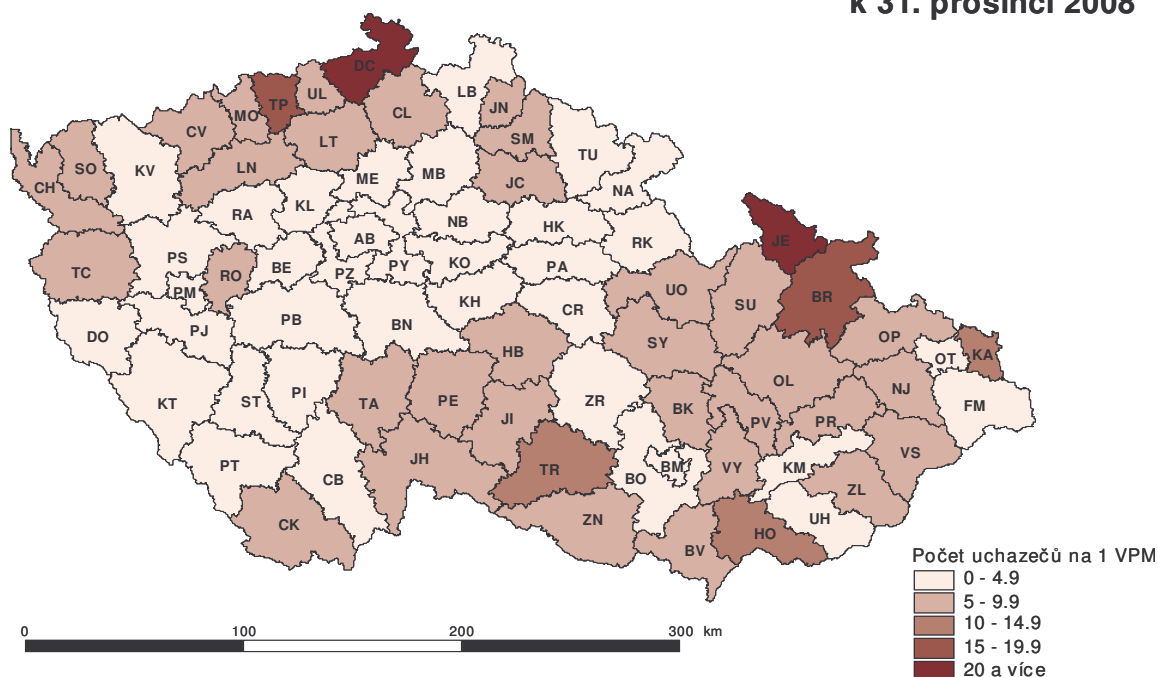 k 31. prosinci 2008
DC
LB
TP
UL
JN
MO
CL
CV
LT
SM
TU
SO
KV
LN
ME
MB
JC
NA
CH
RA
KL
NB
HK
AB
RK
JE
PS
RO
BE
PZ
PY
KO
PA
TC
PM
UO
SU
BR
PB
KH
CR
DO
PJ
BN
OP
HB
SY
OT
KA
OL
NJ
KT
ST
PI
TA
PE
ZR
BK
FM
JI
PV
PR
VS
PT
CB
JH
TR
BO
BM
VY
KM
ZL
CK
ZN
UH
HO
BV
Počet uchazečů na 1 VPM
0 - 4.9
5 - 9.9
10 - 14.9
15 - 19.9
20 a více
0 100 200 300 km